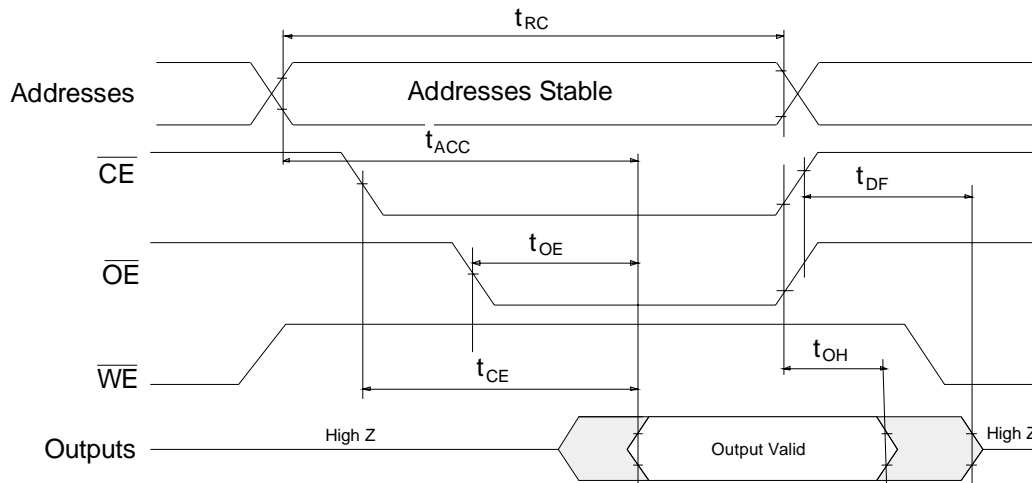 tRC
Addresses
Addresses Stable
tACC
CE
tDF
tOE
OE
tOH
WE
tCE
Outputs
High Z
Output Valid
High Z